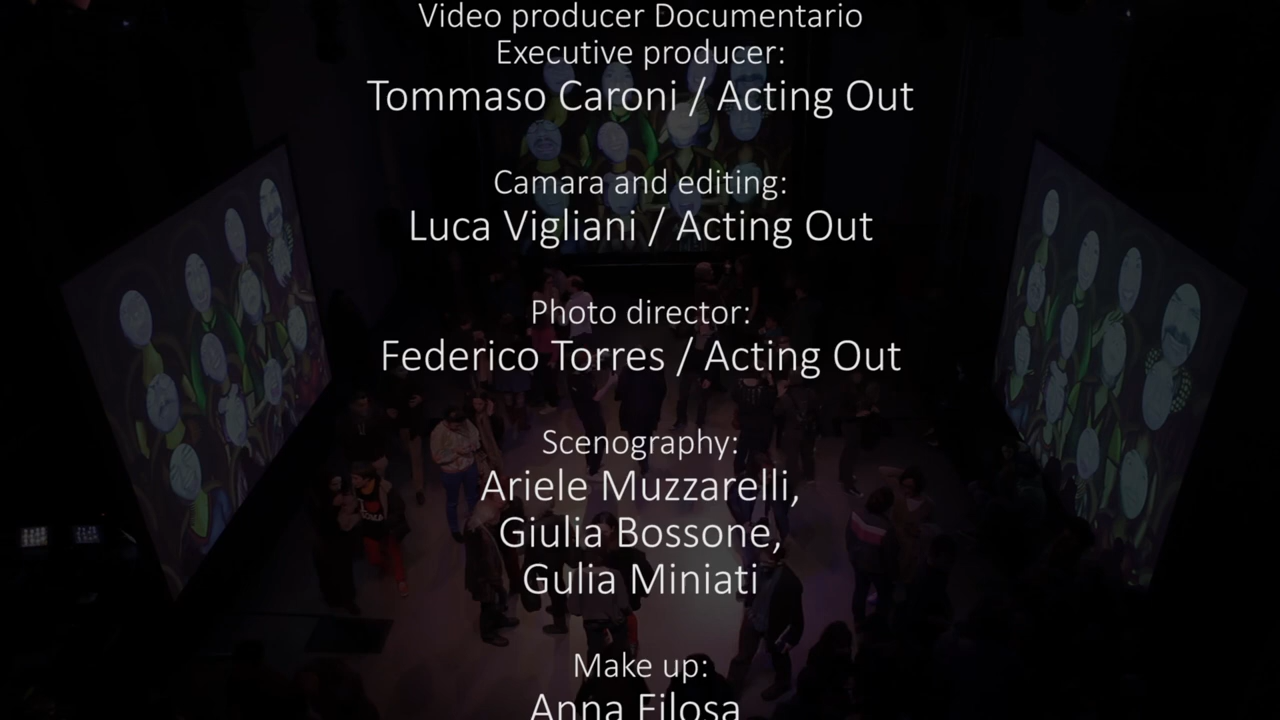 Video producer Documentario
Executive producer:
Tommaso Caroni / Acting Out
Camara and editing:
Luca Vigliani / Acting Out
Photo director:
Federico Torres / Acting Out
Scenography:
Ariele Muzzarelli,
Giulia Bossone,
Gulia Miniati
Make up:
Anna Filosa